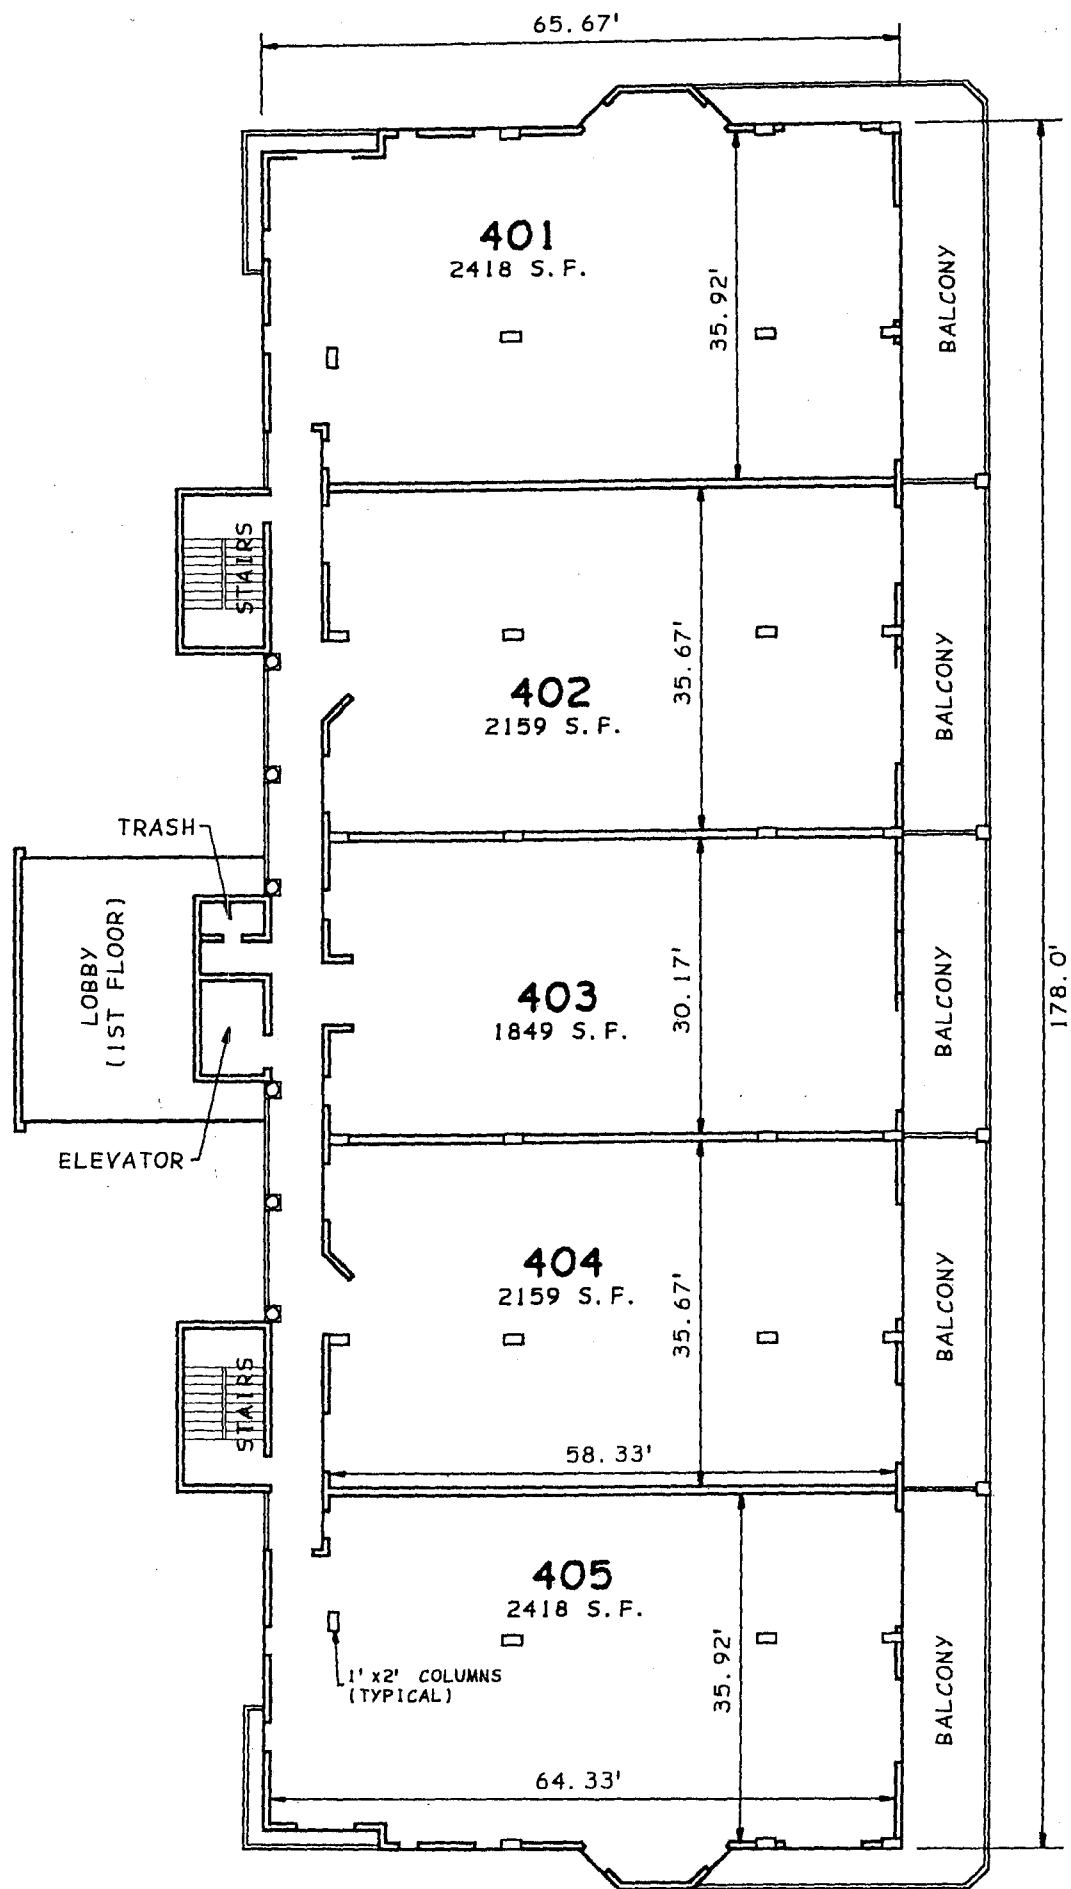 65.67'
401
2418 S.F.
35.92'
BALCONY
STAIRS
402
2159 S.F.
35.67'
BALCONY
TRASH
LOBBY
(1ST FLOOR)
403
1849 S.F.
30.17'
BALCONY
178.0'
ELEVATOR
404
2159 S.F.
35.67'
BALCONY
STAIRS
58.33'
405
2418 S.F.
35.92'
BALCONY
1'x2' COLUMNS
(TYPICAL)
64.33'